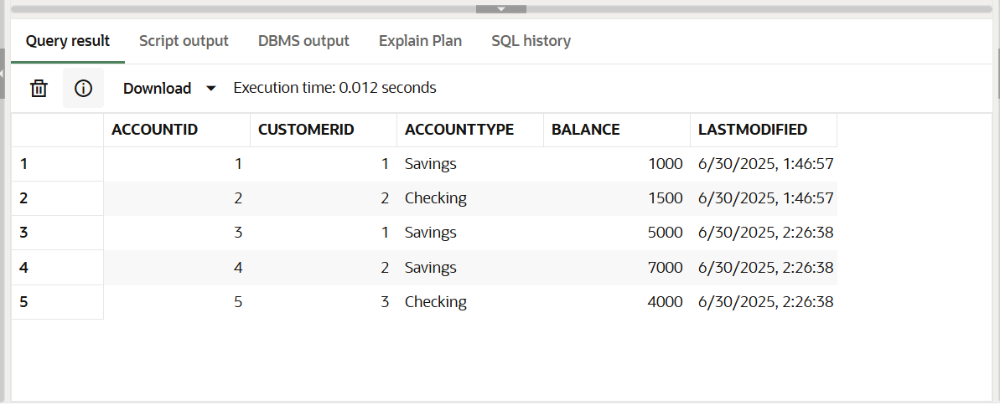 Query result Script output DBMS output Explain Plan SQL history
Download Execution time: 0.012 seconds
ACCOUNTID CUSTOMERID ACCOUNTTYPE BALANCE LASTMODIFIED
1 1 1 Savings 1000 6/30/2025, 1:46:57
2 2 2 Checking 1500 6/30/2025, 1:46:57
3 3 1 Savings 5000 6/30/2025, 2:26:38
4 4 2 Savings 7000 6/30/2025, 2:26:38
5 5 3 Checking 4000 6/30/2025, 2:26:38